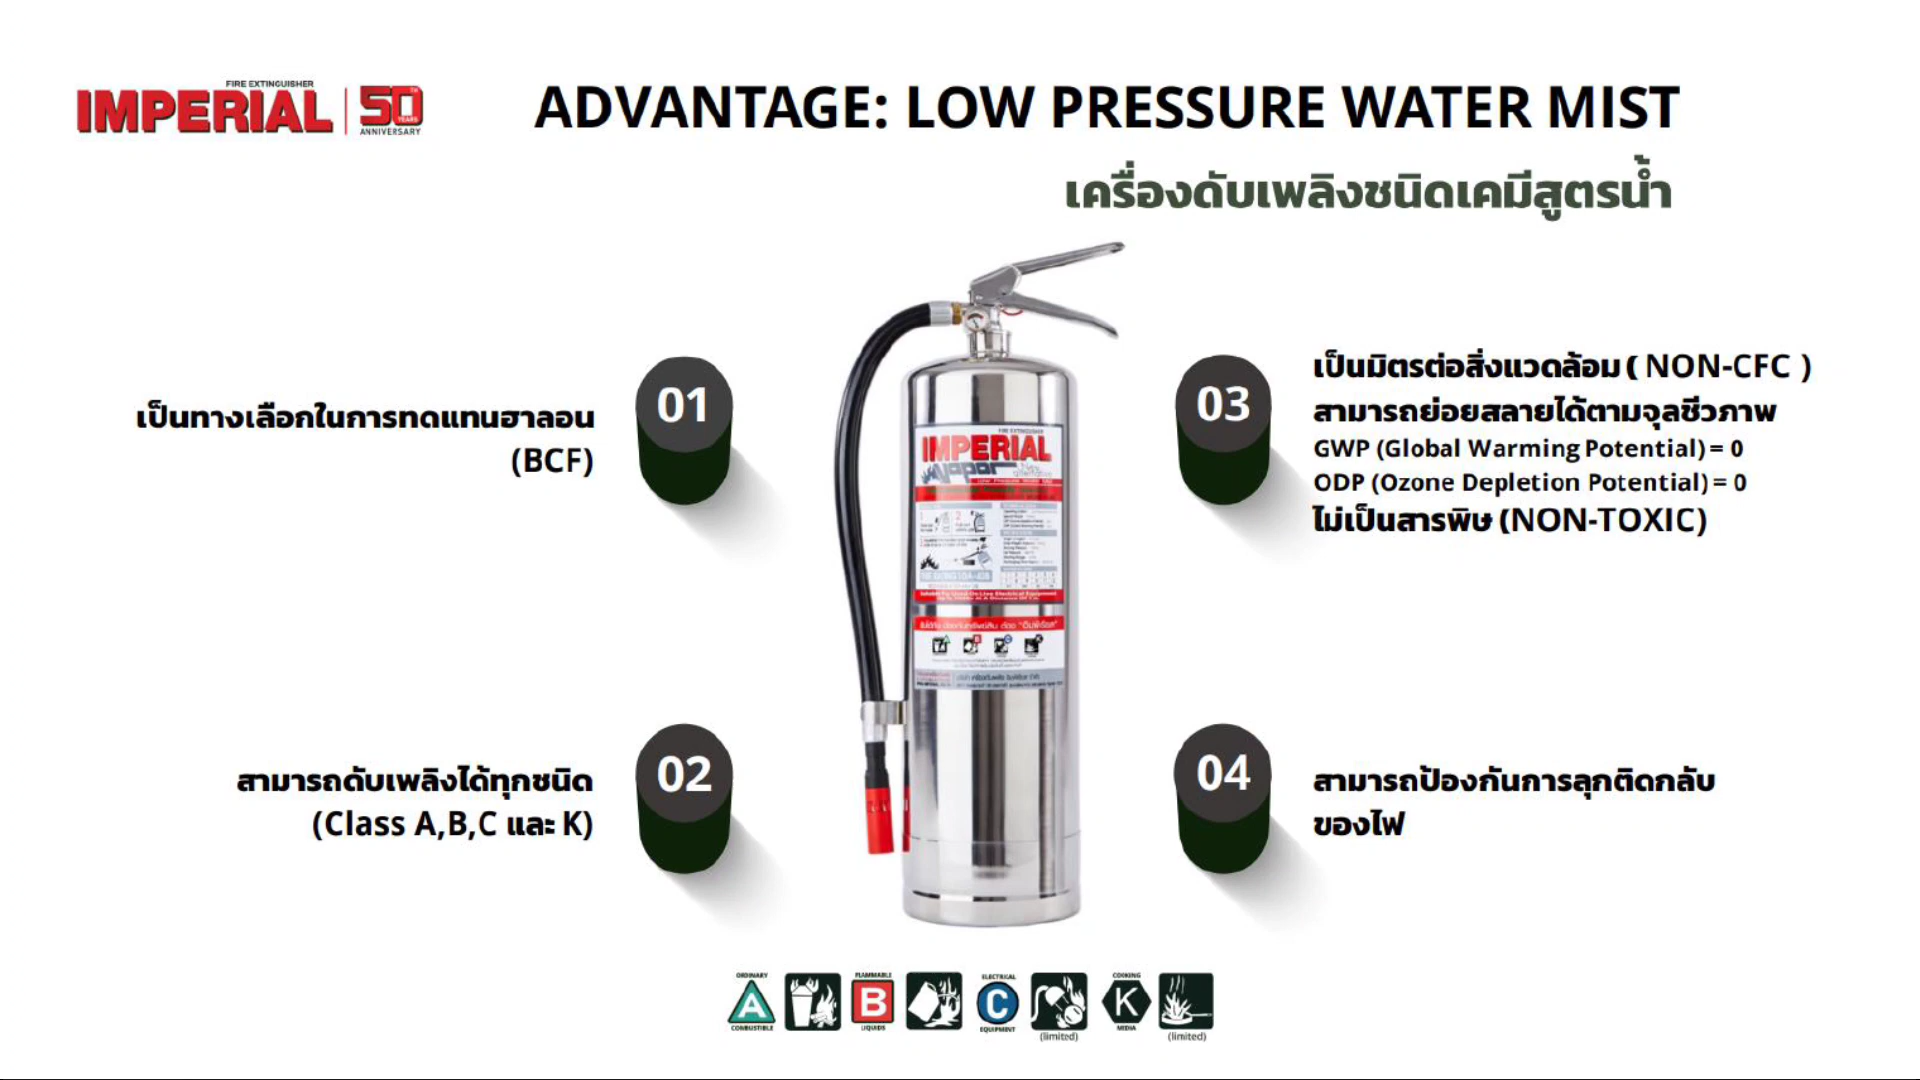 FIRE EXTINGUISHER
IMPERIAL
50TH
YEARS
ANNIVERSARY
ADVANTAGE: LOW PRESSURE WATER MIST
เครื่องดับเพลิงชนิดเคมีสูตรน้ำ
01
เป็นทางเลือกในการทดแทนฮาลอน
(BCF)
02
สามารถดับเพลิงได้ทุกชนิด
(Class A,B,C และ K)
03
เป็นมิตรต่อสิ่งแวดล้อม ( NON-CFC )
สามารถย่อยสลายได้ตามจุลชีวภาพ
GWP (Global Warming Potential) = 0
ODP (Ozone Depletion Potential) = 0
ไม่เป็นสารพิษ (NON-TOXIC)
04
สามารถป้องกันการลุกติดกลับ
ของไฟ
FIRE EXTINGUISHER
IMPERIAL
Vapor
Low Pressure Water Mist
ORDINARY
A
COMBUSTIBLE
FLAMMABLE
B
LIQUIDS
ELECTRICAL
C
EQUIPMENT
(limited)
COOKING
K
MEDIA
(limited)